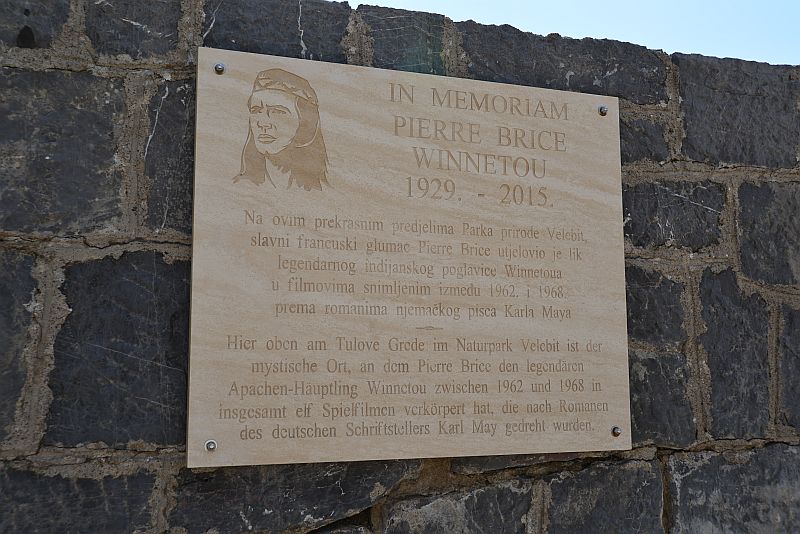 IN MEMORIAM
PIERRE BRICE
WINNETOU
1929. - 2015.
Na ovim prekrasnim predjelima Parka prirode Velebit,
slavni francuski glumac Pierre Brice utjelovio je lik
legendarnog indijanskog poglavice Winnetoua
u filmovima snimljenim između 1962. i 1968.
prema romanima njemačkog pisca Karla Maya
Hier oben am Tulove Grede im Naturpark Velebit ist der
mystische Ort, an dem Pierre Brice den legendären
Apachen-Häuptling Winnetou zwischen 1962 und 1968 in
insgesamt elf Spielfilmen verkörpert hat, die nach Romanen
des deutschen Schriftstellers Karl May gedreht wurden.